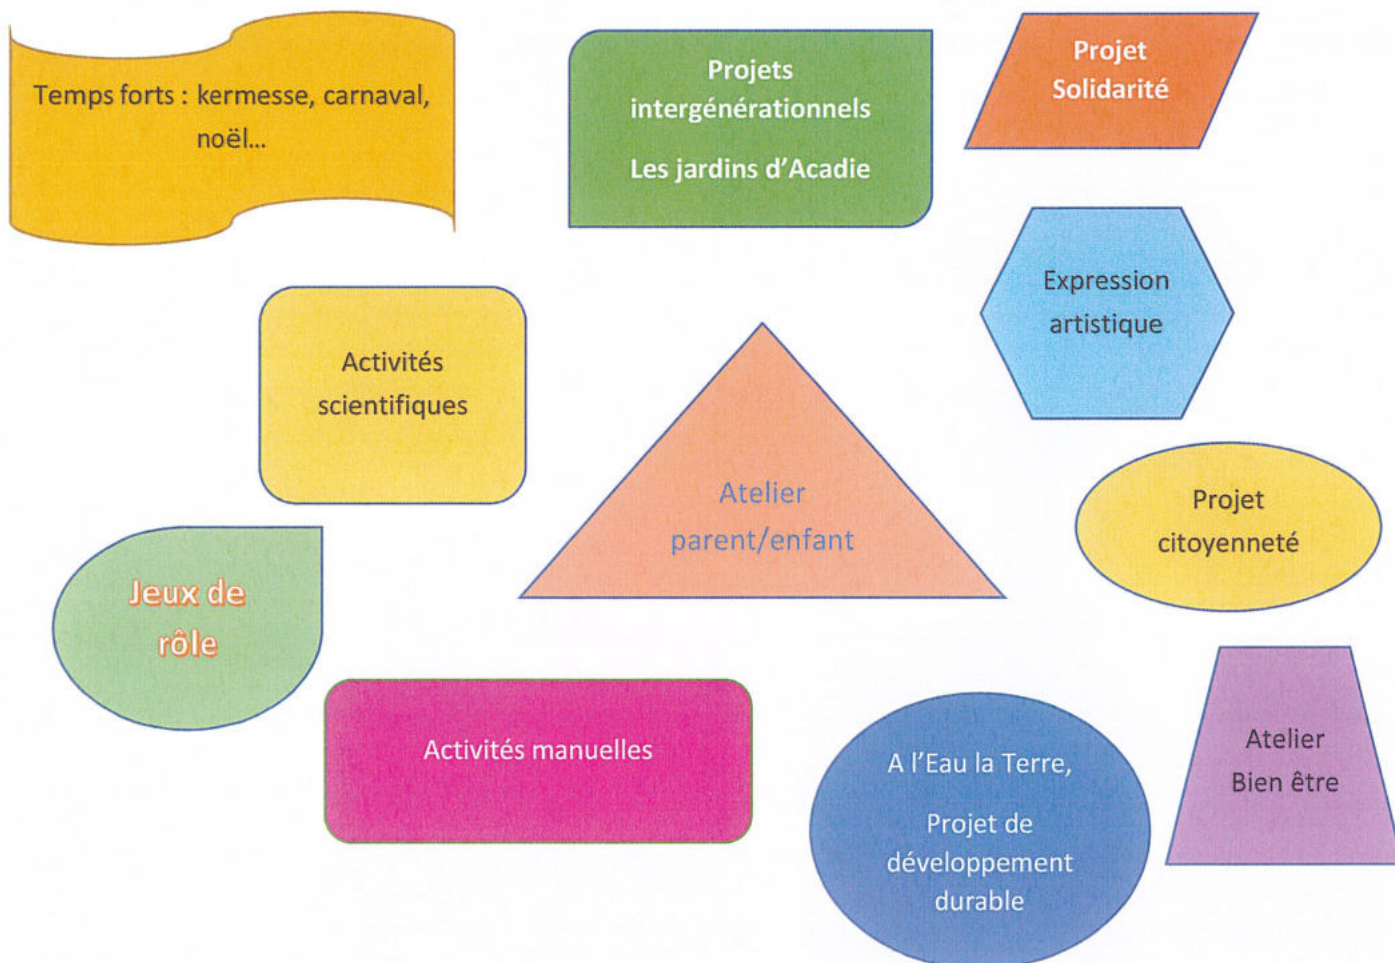 Temps forts : kermesse, carnaval,
noël...
Projets
intergénérationnels
Les jardins d'Acadie
Projet
Solidarité
Expression
artistique
Activités
scientifiques
Atelier
parent/enfant
Projet
citoyenneté
Jeux de
rôle
Activités manuelles
A l'Eau la Terre,
Projet de
développement
durable
Atelier
Bien être